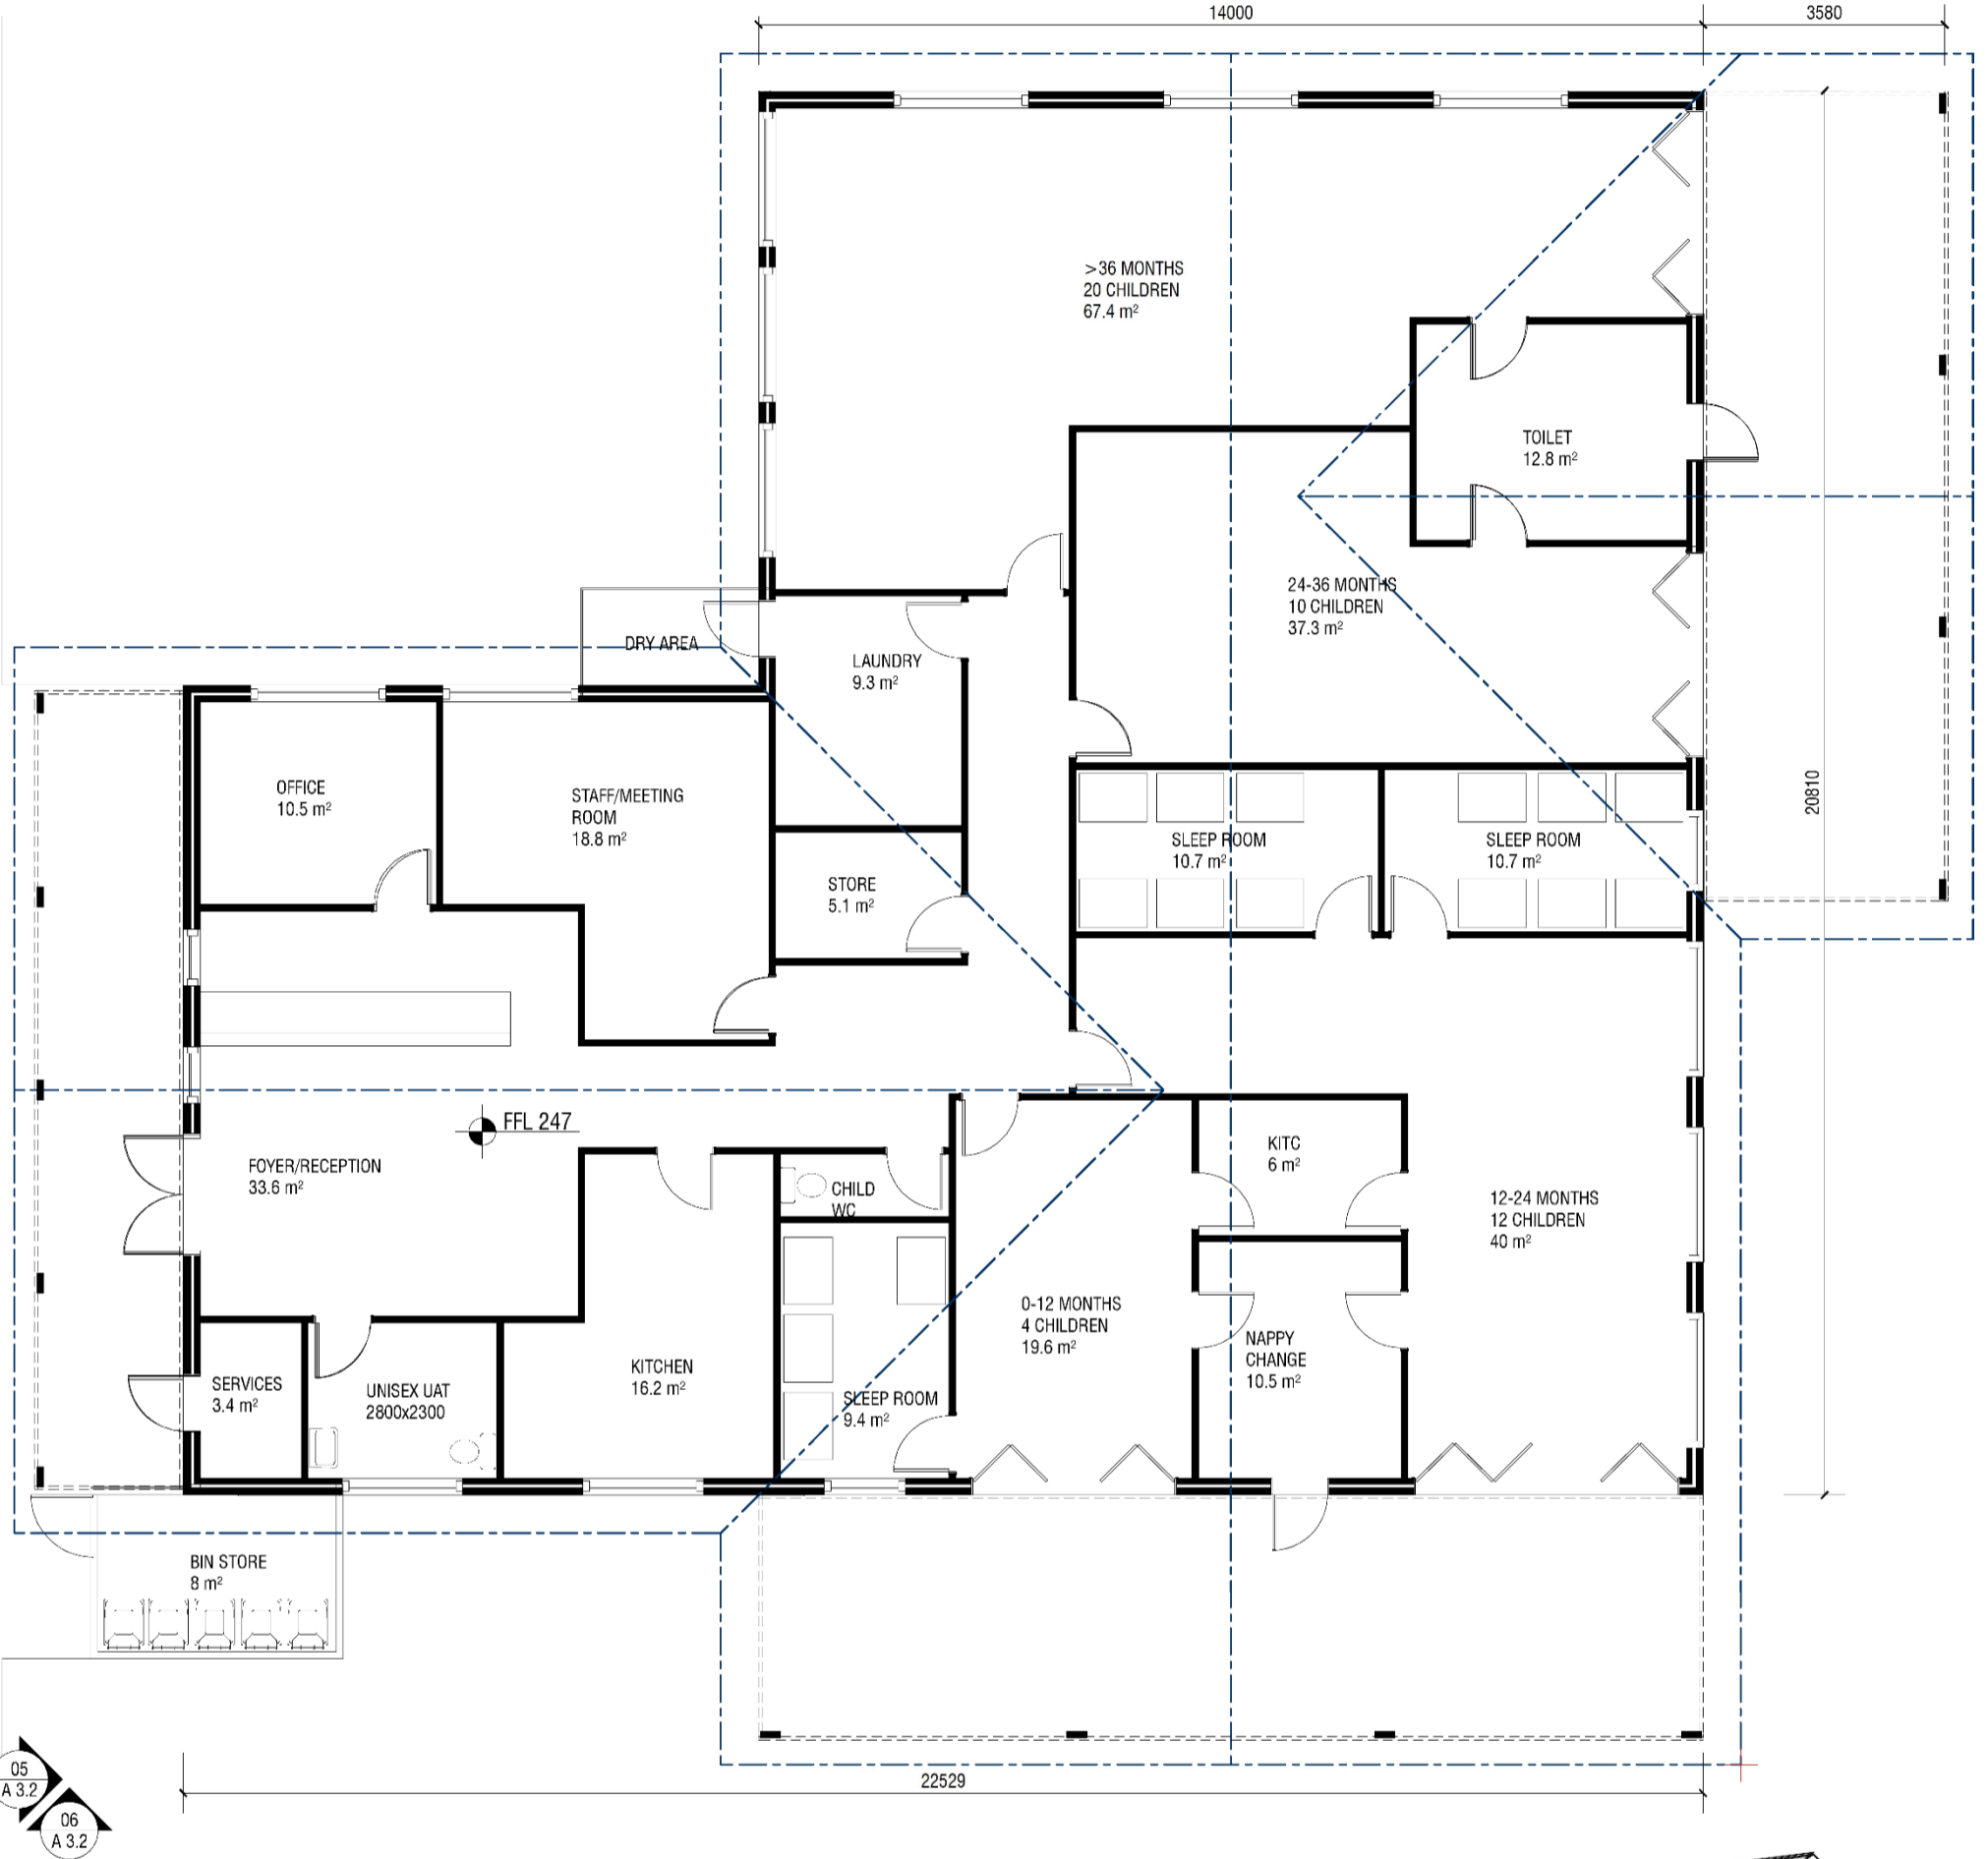 14000
3580
>36 MONTHS
20 CHILDREN
67.4 m²
TOILET
12.8 m²
24-36 MONTHS
10 CHILDREN
37.3 m²
DRY AREA
LAUNDRY
9.3 m²
OFFICE
10.5 m²
STAFF/MEETING
ROOM
18.8 m²
STORE
5.1 m²
SLEEP ROOM
10.7 m²
SLEEP ROOM
10.7 m²
20810
FFL 247
FOYER/RECEPTION
33.6 m²
CHILD
WC
KITC
6 m²
12-24 MONTHS
12 CHILDREN
40 m²
0-12 MONTHS
4 CHILDREN
19.6 m²
NAPPY
CHANGE
10.5 m²
SERVICES
3.4 m²
UNISEX UAT
2800x2300
KITCHEN
16.2 m²
SLEEP ROOM
9.4 m²
BIN STORE
8 m²
22529
05
A 3.2
06
A 3.2